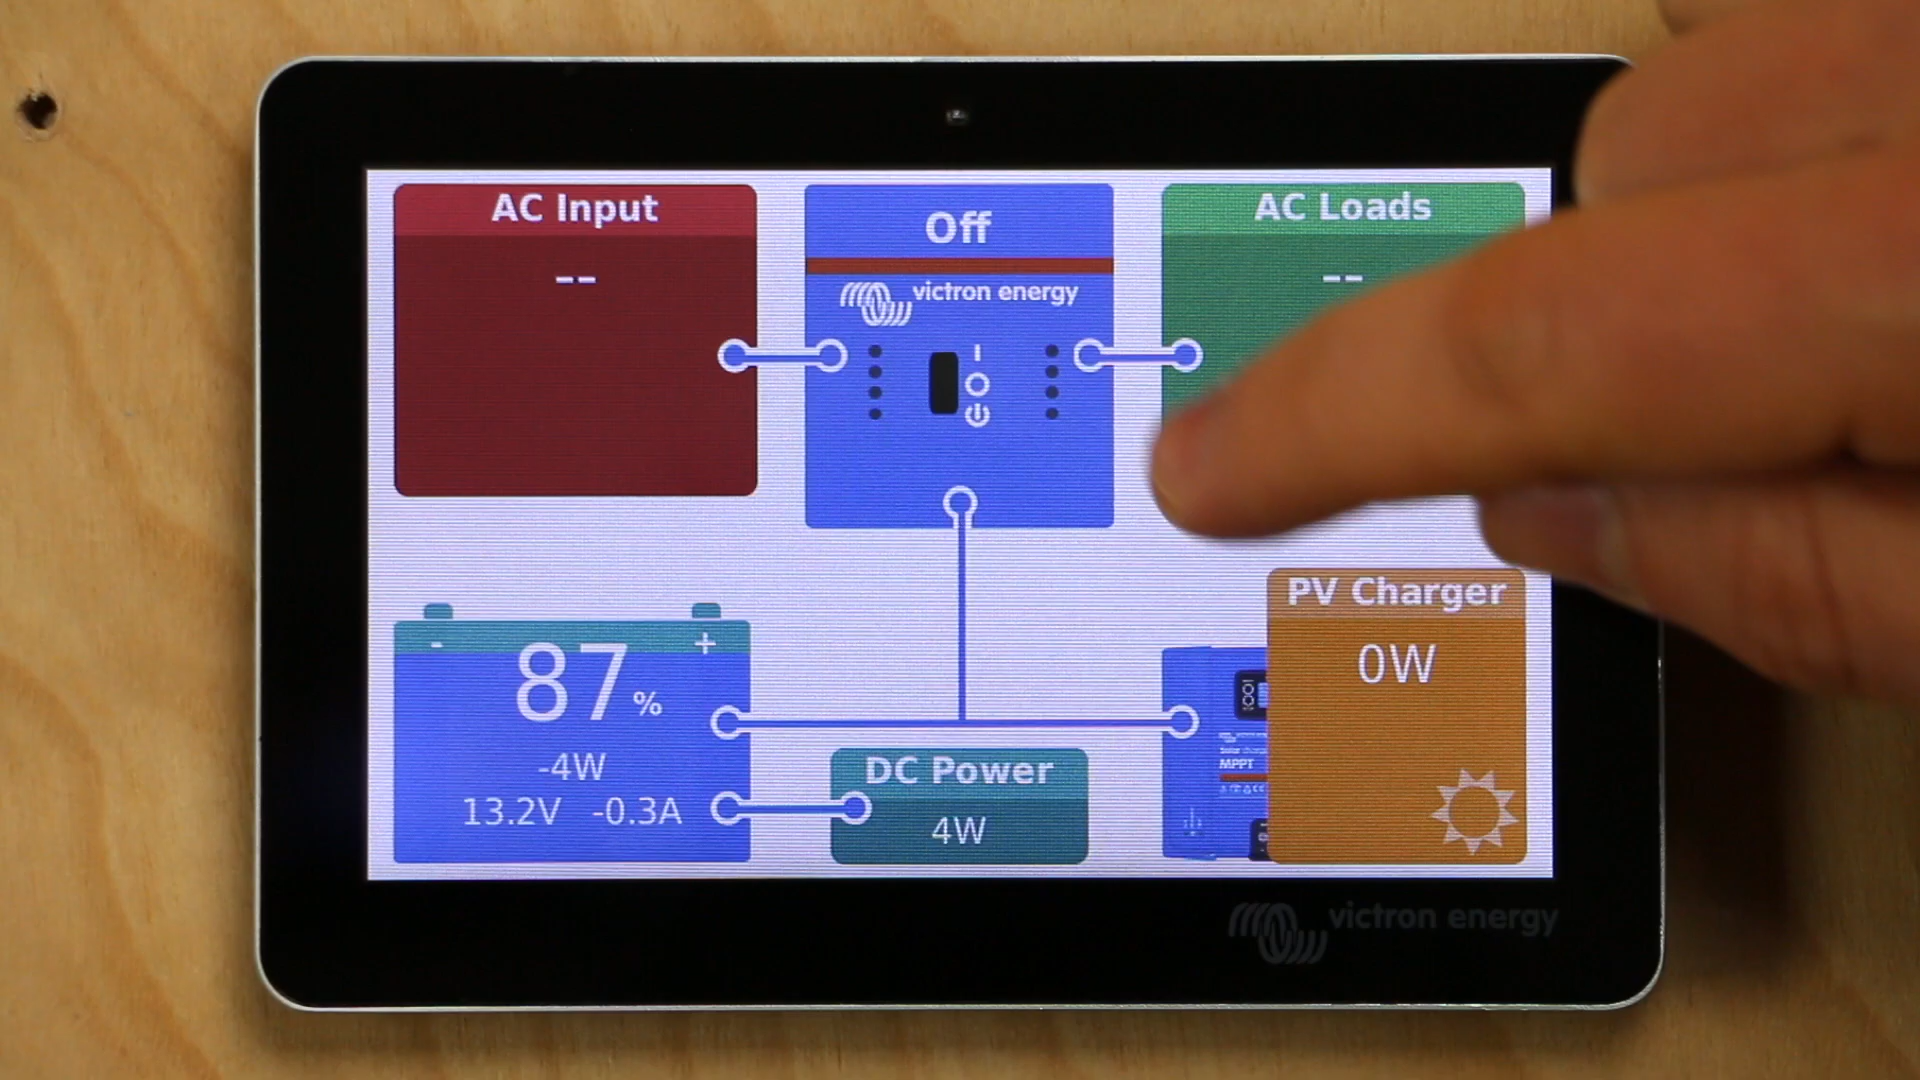 AC Input
--
Off
victron energy
AC Loads
--
- +
87%
-4W
13.2V -0.3A
DC Power
4W
MPPT
PV Charger
0W
victron energy